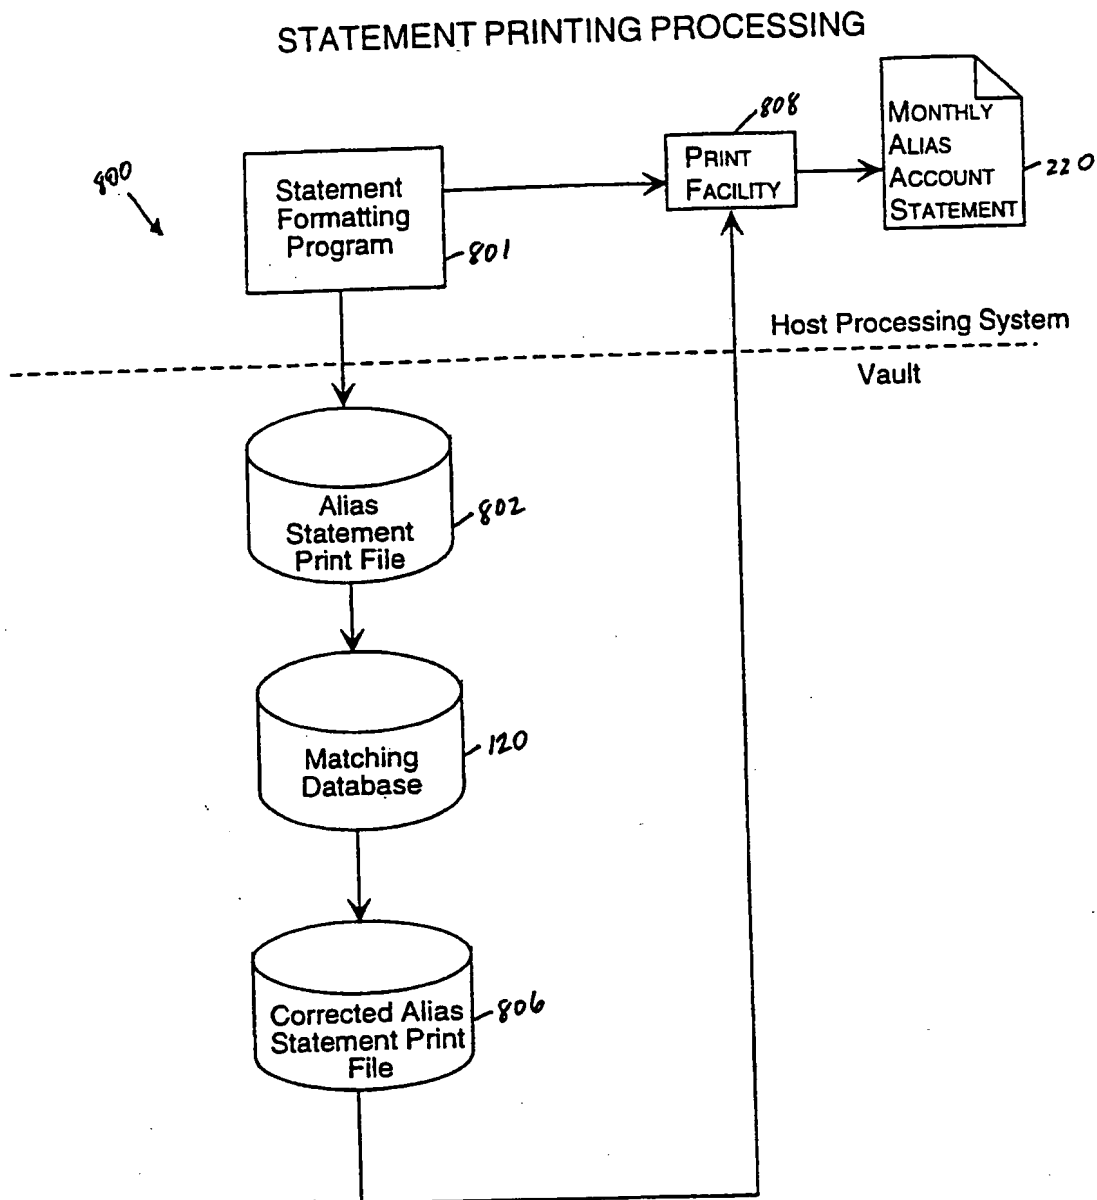 STATEMENT PRINTING PROCESSING
800
Statement
Formatting
Program
801
808
PRINT
FACILITY
MONTHLY
ALIAS
ACCOUNT
STATEMENT
220
Host Processing System
Vault
Alias
Statement
Print File
802
Matching
Database
120
Corrected Alias
Statement Print
File
806